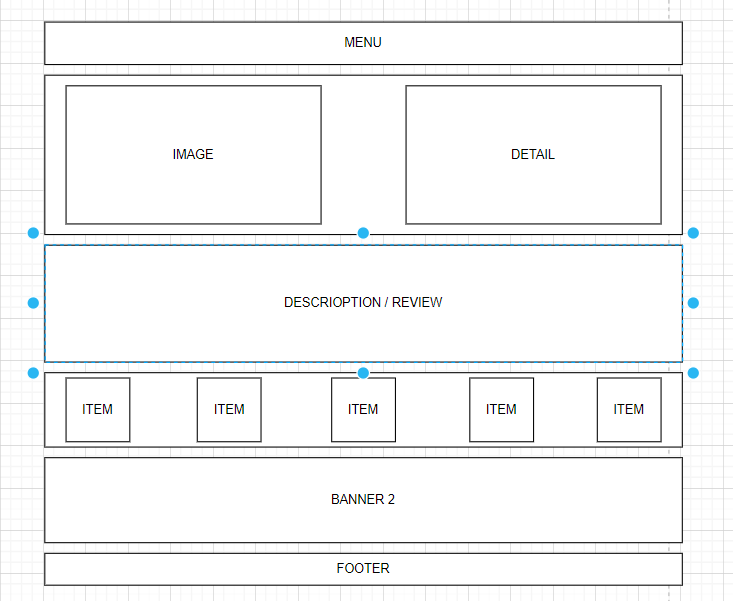 MENU
IMAGE
DETAIL
DESCRIOPTION / REVIEW
ITEM
ITEM
ITEM
ITEM
ITEM
BANNER 2
FOOTER